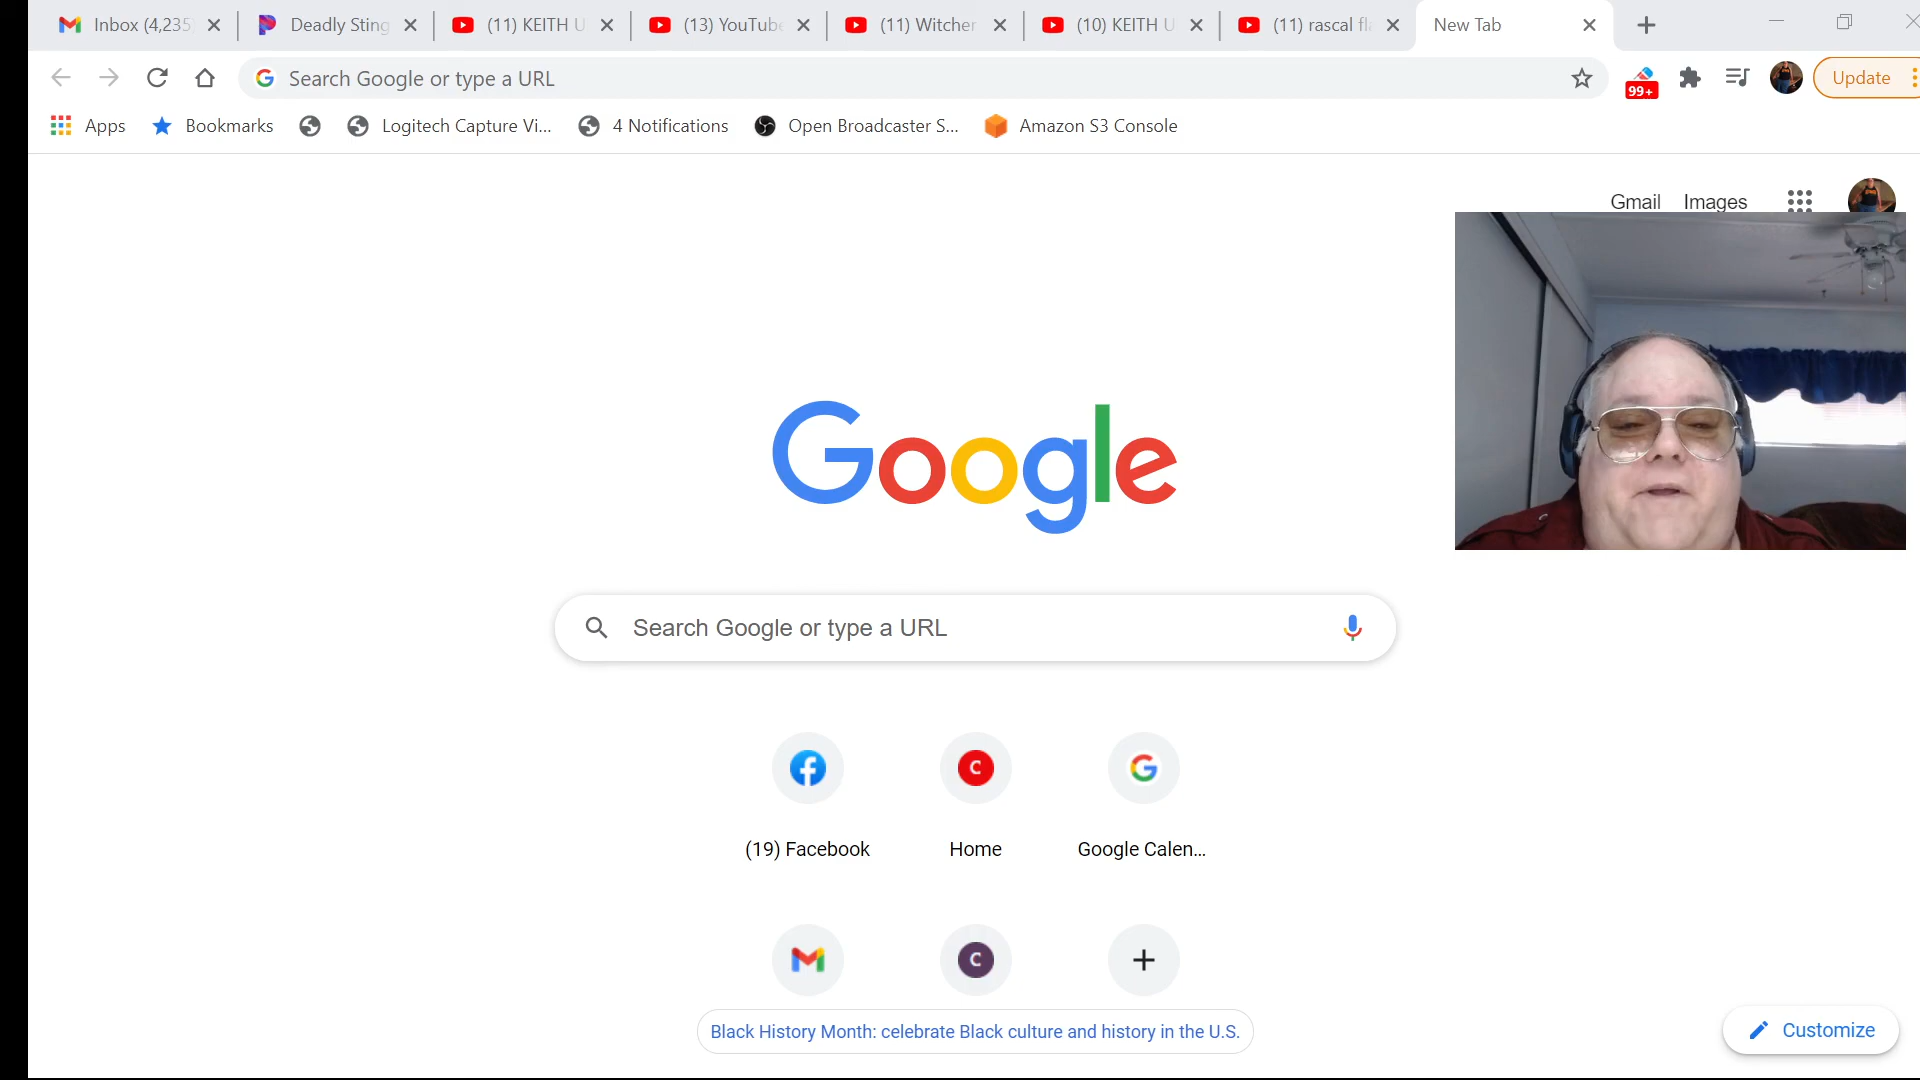 Inbox (4,235
Deadly Sting
(11) KEITH U
(13) YouTube
(11) Witcher
(10) KEITH U
(11) rascal fl
New Tab
Search Google or type a URL
99+
Update
Apps
Bookmarks
Logitech Capture Vi...
4 Notifications
Open Broadcaster S...
Amazon S3 Console
Gmail
Images
Google
Search Google or type a URL
C
(19) Facebook
Home
Google Calen...
C
Black History Month: celebrate Black culture and history in the U.S.
Customize